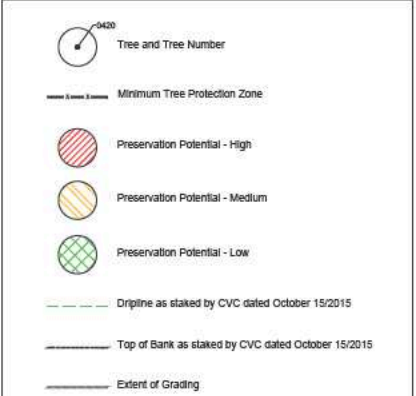 0420
Tree and Tree Number
x x
Minimum Tree Protection Zone
Preservation Potential - High
Preservation Potential - Medium
Preservation Potential - Low
Dripline as staked by CVC dated October 15/2015
Top of Bank as staked by CVC dated October 15/2015
Extent of Grading